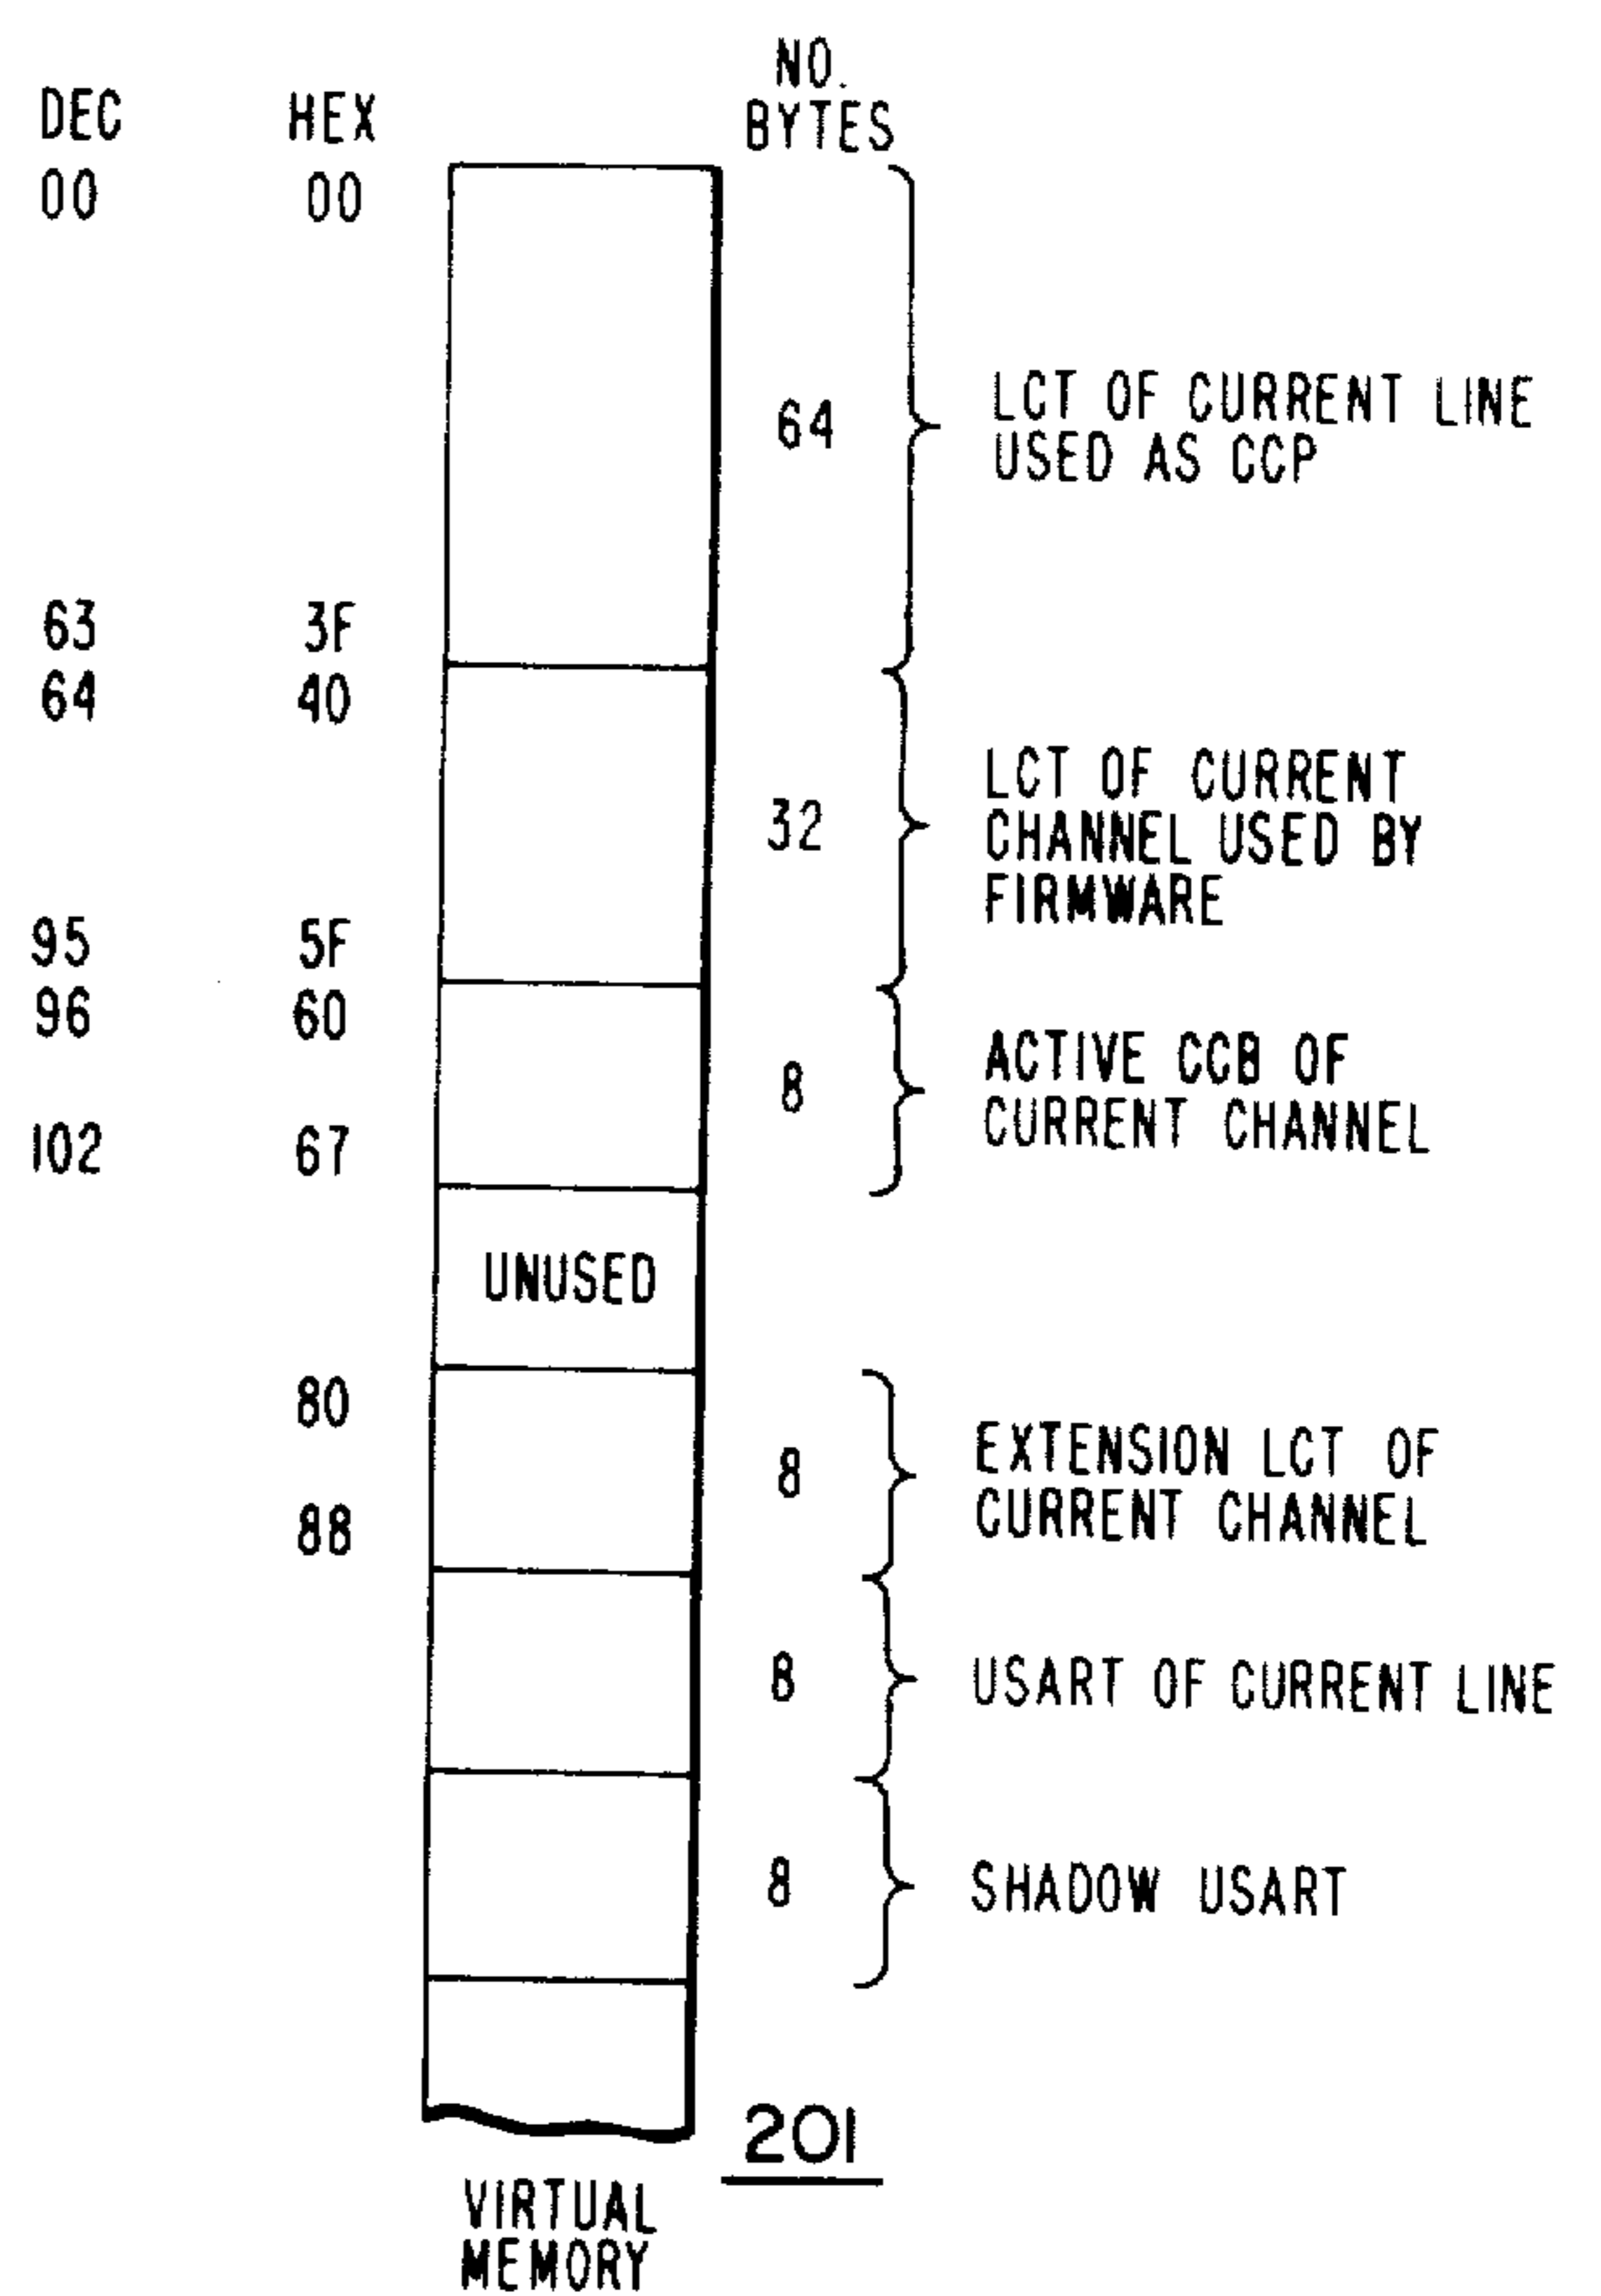 NO.
DEC HEX BYTES
00 00
64 LCT OF CURRENT LINE
USED AS CCP
63 3F
64 40
32 LCT OF CURRENT
CHANNEL USED BY
FIRMWARE
95 5F
96 60
8 ACTIVE CCB OF
CURRENT CHANNEL
102 67
UNUSED
80
8 EXTENSION LCT OF
CURRENT CHANNEL
88
8 USART OF CURRENT LINE
8 SHADOW USART
201
VIRTUAL
MEMORY